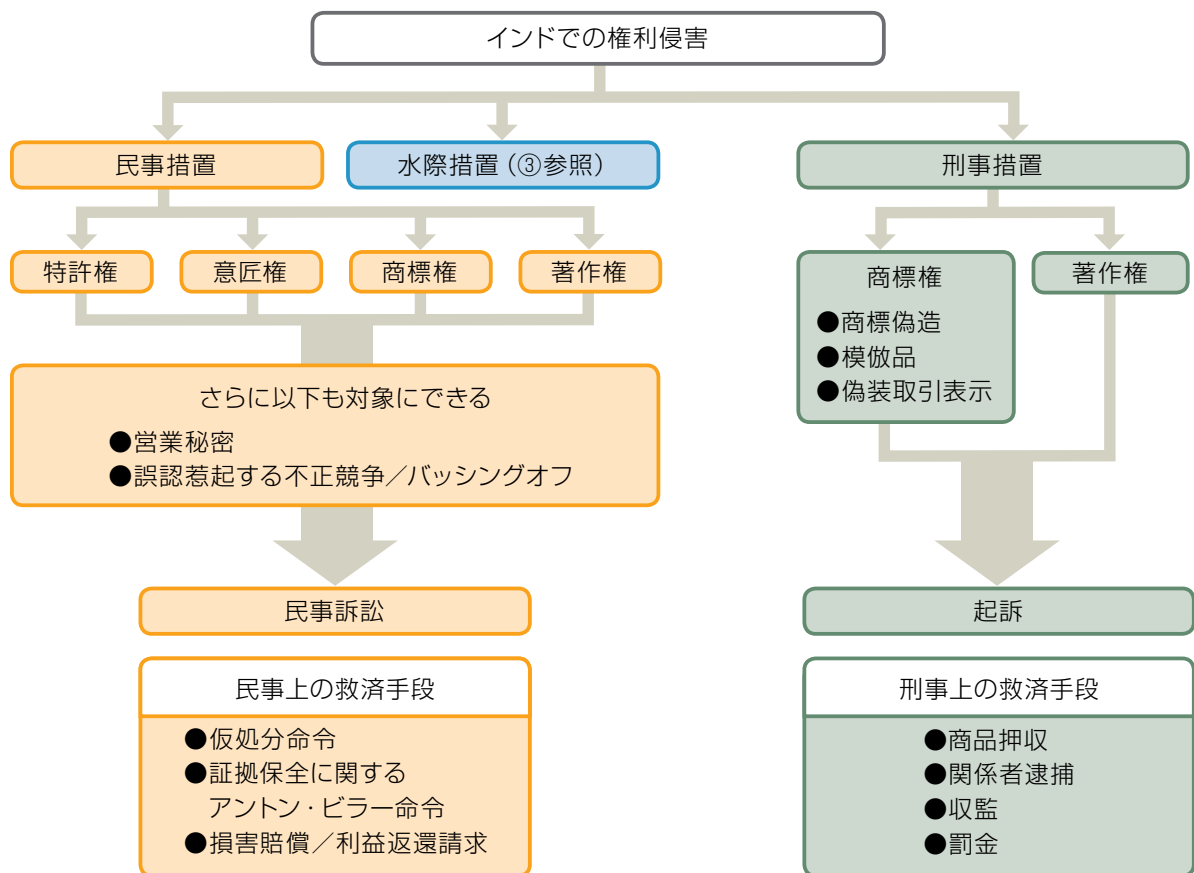 インドでの権利侵害
民事措置
水際措置（③参照）
刑事措置
特許権
意匠権
商標権
著作権
商標権
●商標偽造
●模倣品
●偽装取引表示
著作権
さらに以下も対象にできる
●営業秘密
●誤認惹起する不正競争／バッシングオフ
民事訴訟
起訴
民事上の救済手段
●仮処分命令
●証拠保全に関する
アントン・ピラー命令
●損害賠償／利益返還請求
刑事上の救済手段
●商品押収
●関係者逮捕
●収監
●罰金